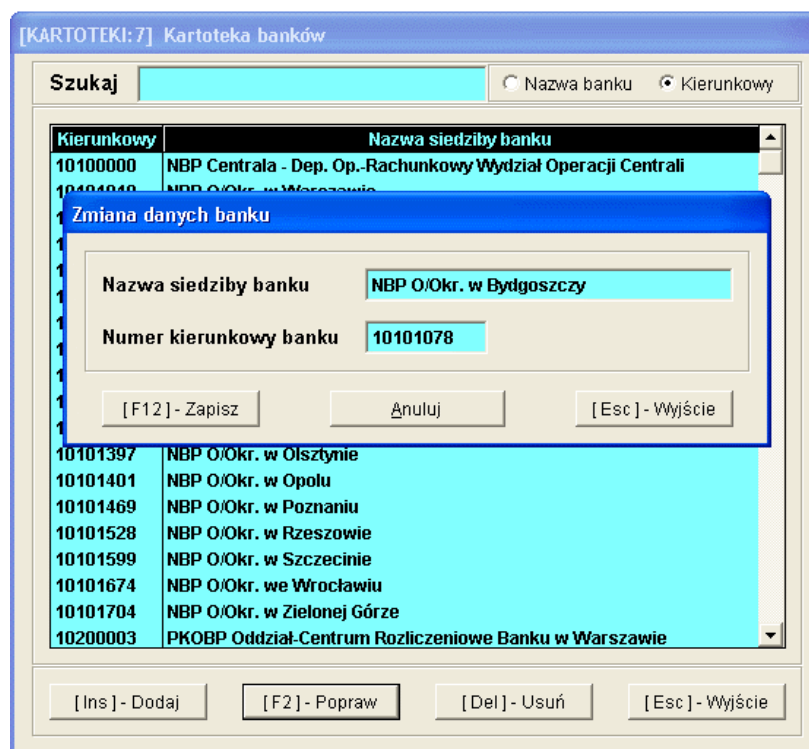 [KARTOTEKI:7] Kartoteka banków
Szukaj Nazwa banku Kierunkowy
Kierunkowy Nazwa siedziby banku
10100000 NBP Centrala - Dep. Op.-Rachunkowy Wydział Operacji Centrali
Zmiana danych banku
Nazwa siedziby banku NBP O/Okr. w Bydgoszczy
Numer kierunkowy banku 10101078
[F12] - Zapisz Anuluj [Esc] - Wyjście
10101397 NBP O/Okr. w Olsztynie
10101401 NBP O/Okr. w Opolu
10101469 NBP O/Okr. w Poznaniu
10101528 NBP O/Okr. w Rzeszowie
10101599 NBP O/Okr. w Szczecinie
10101674 NBP O/Okr. we Wrocławiu
10101704 NBP O/Okr. w Zielonej Górze
10200003 PKOBP Oddział-Centrum Rozliczeniowe Banku w Warszawie
[Ins] - Dodaj [F2] - Popraw [Del] - Usuń [Esc] - Wyjście